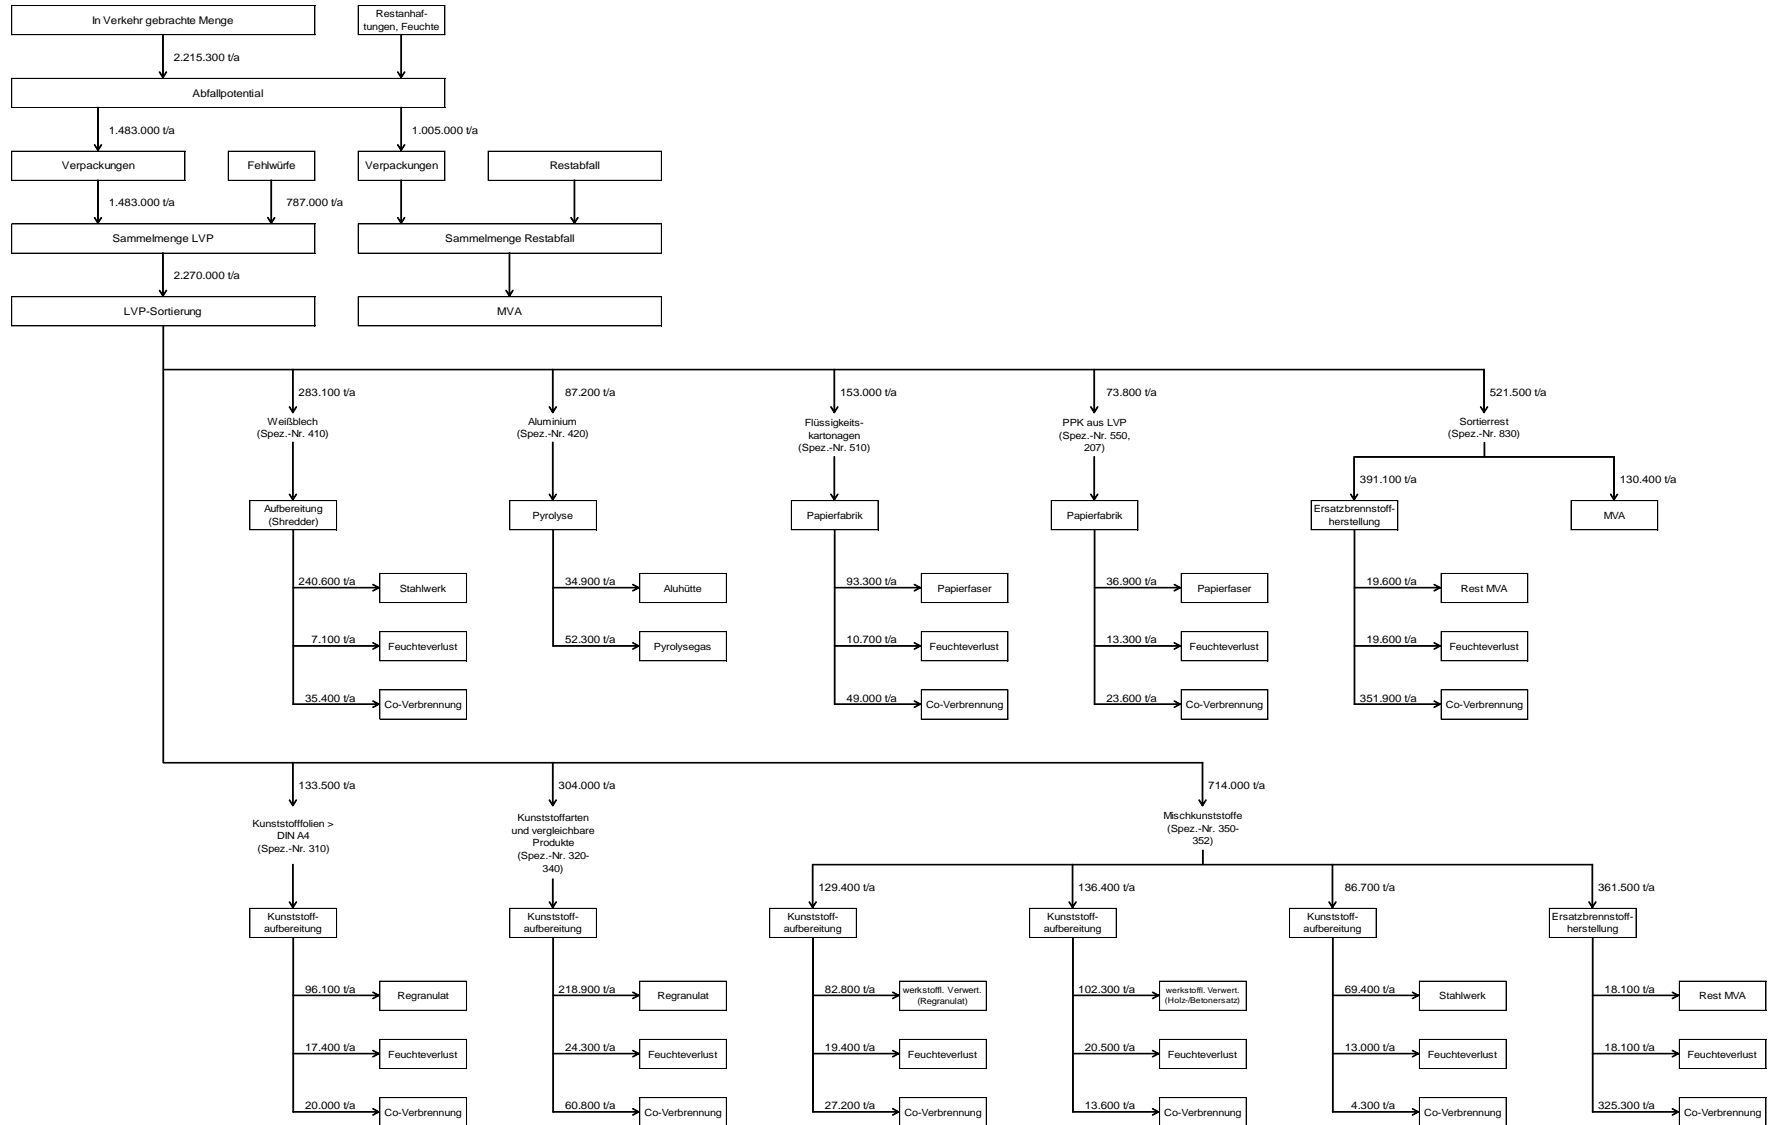 In Verkehr gebrachte Menge
Restanhaf-
tungen, Feuchte
2.215.300 t/a
Abfallpotential
1.483.000 t/a
1.005.000 t/a
Verpackungen
Fehlwürfe
Verpackungen
Restabfall
1.483.000 t/a
787.000 t/a
Sammelmenge LVP
Sammelmenge Restabfall
2.270.000 t/a
LVP-Sortierung
MVA
283.100 t/a
87.200 t/a
153.000 t/a
73.800 t/a
521.500 t/a
Weißblech
(Spez.-Nr. 410)
Aluminium
(Spez.-Nr. 420)
Flüssigkeits-
kartonagen
(Spez.-Nr. 510)
PPK aus LVP
(Spez.-Nr. 550,
207)
Sortierrest
(Spez.-Nr. 830)
391.100 t/a
130.400 t/a
Aufbereitung
(Shredder)
Pyrolyse
Papierfabrik
Papierfabrik
Ersatzbrennstoff-
herstellung
MVA
240.600 t/a
Stahlwerk
34.900 t/a
Aluhütte
93.300 t/a
Papierfaser
36.900 t/a
Papierfaser
19.600 t/a
Rest MVA
7.100 t/a
Feuchteverlust
52.300 t/a
Pyrolysegas
10.700 t/a
Feuchteverlust
13.300 t/a
Feuchteverlust
19.600 t/a
Feuchteverlust
35.400 t/a
Co-Verbrennung
49.000 t/a
Co-Verbrennung
23.600 t/a
Co-Verbrennung
351.900 t/a
Co-Verbrennung
133.500 t/a
304.000 t/a
714.000 t/a
Kunststofffolien >
DIN A4
(Spez.-Nr. 310)
Kunststoffarten
und vergleichbare
Produkte
(Spez.-Nr. 320-
340)
Mischkunststoffe
(Spez.-Nr. 350-
352)
129.400 t/a
136.400 t/a
86.700 t/a
361.500 t/a
Kunststoff-
aufbereitung
Kunststoff-
aufbereitung
Kunststoff-
aufbereitung
Kunststoff-
aufbereitung
Kunststoff-
aufbereitung
Ersatzbrennstoff-
herstellung
96.100 t/a
Regranulat
218.900 t/a
Regranulat
82.800 t/a
werkstoffl. Verwert.
(Regranulat)
102.300 t/a
werkstoffl. Verwert.
(Holz-/Betonersatz)
69.400 t/a
Stahlwerk
18.100 t/a
Rest MVA
17.400 t/a
Feuchteverlust
24.300 t/a
Feuchteverlust
19.400 t/a
Feuchteverlust
20.500 t/a
Feuchteverlust
13.000 t/a
Feuchteverlust
18.100 t/a
Feuchteverlust
20.000 t/a
Co-Verbrennung
60.800 t/a
Co-Verbrennung
27.200 t/a
Co-Verbrennung
13.600 t/a
Co-Verbrennung
4.300 t/a
Co-Verbrennung
325.300 t/a
Co-Verbrennung